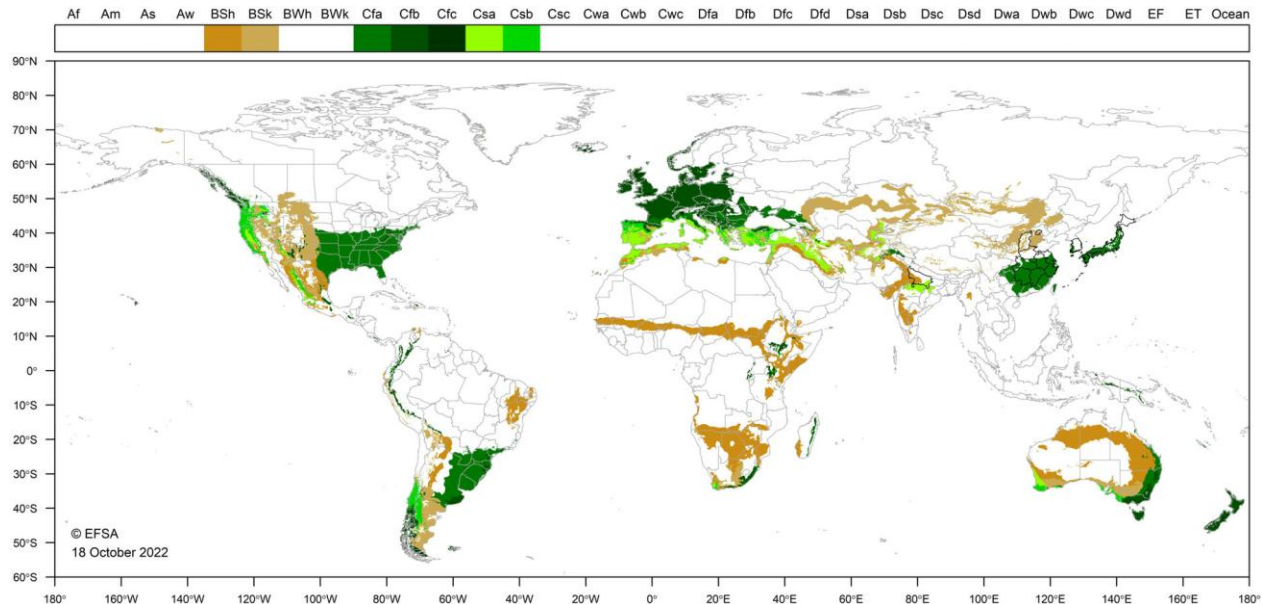 Af Am As Aw BSh BSk BWh BWk Cfa Cfb Cfc Csa Csb Csc Cwa Cwb Cwc Dfa Dfb Dfc Dfd Dsa Dsb Dsc Dsd Dwa Dwb Dwc Dwd EF ET Ocean
90°N
80°N
70°N
60°N
50°N
40°N
30°N
20°N
10°N
0°
10°S
20°S
30°S
40°S
50°S
60°S
© EFSA
18 October 2022
180° 160°W 140°W 120°W 100°W 80°W 60°W 40°W 20°W 0° 20°E 40°E 60°E 80°E 100°E 120°E 140°E 160°E 180°